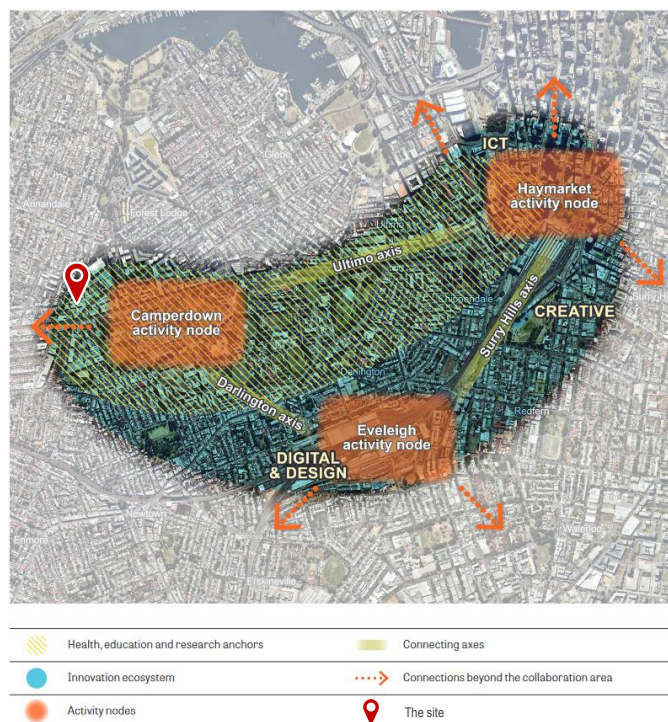 ICT
Haymarket
activity node
Annandale
Forest Lodge
Ultimo
Ultimo axis
Surry Hills
Camperdown
activity node
Chippendale
Surry Hills axis
CREATIVE
Darlington
Darlington axis
Redfern
Eveleigh
activity node
DIGITAL
& DESIGN
Newtown
Waterloo
Enmore
Erskineville
Health, education and research anchors
Connecting axes
Innovation ecosystem
Connections beyond the collaboration area
Activity nodes
The site